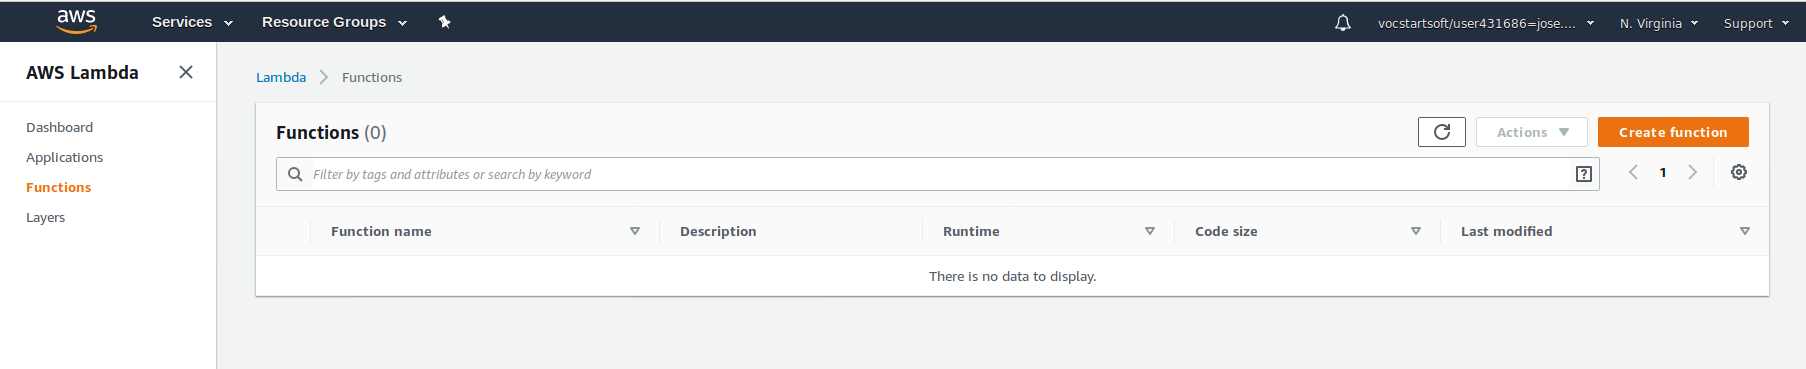 aws Services Resource Groups vocstartsoft/user431686=jose.... N. Virginia Support
AWS Lambda
Dashboard
Applications
Functions
Layers
Lambda Functions
Functions (0) Actions Create function
Filter by tags and attributes or search by keyword ? 1
Function name Description Runtime Code size Last modified
There is no data to display.